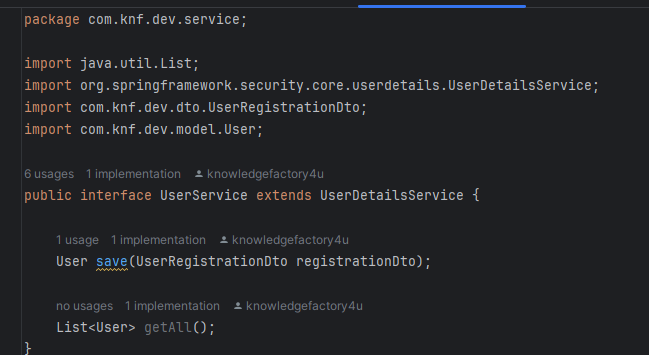 package com.knf.dev.service;
import java.util.List;
import org.springframework.security.core.userdetails.UserDetailsService;
import com.knf.dev.dto.UserRegistrationDto;
import com.knf.dev.model.User;
6 usages 1 implementation knowledgefactory4u
public interface UserService extends UserDetailsService {
1 usage 1 implementation knowledgefactory4u
User save(UserRegistrationDto registrationDto);
no usages 1 implementation knowledgefactory4u
List<User> getAll();
}